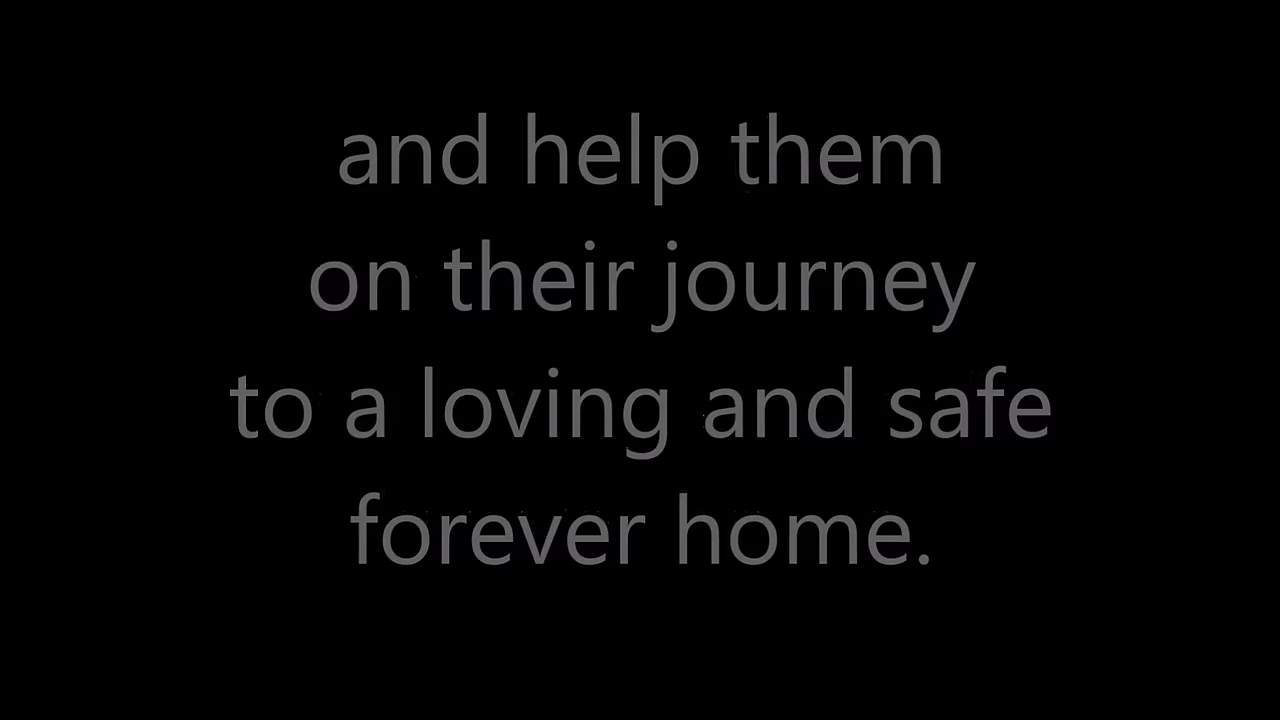 and help them
on their journey
to a loving and safe
forever home.